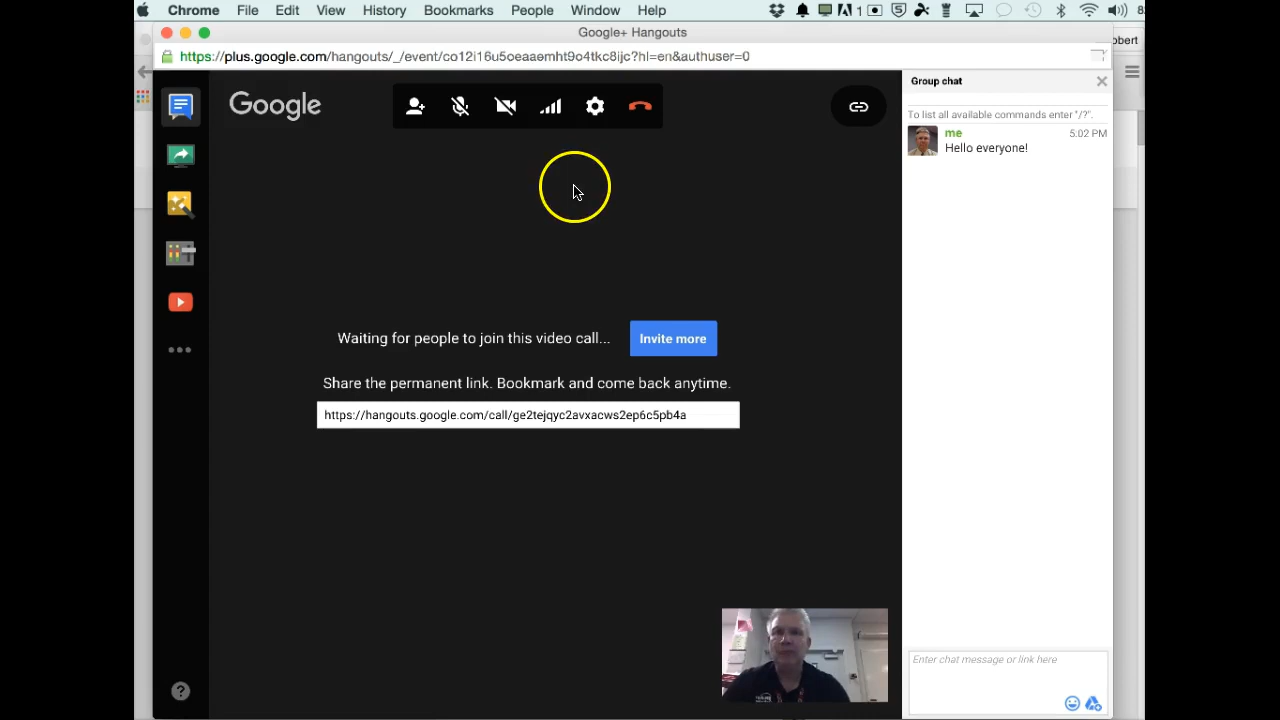 Chrome File Edit View History Bookmarks People Window Help
1
8
Google+ Hangouts
https://plus.google.com/hangouts/_/event/co12i16u5oeaaemht9o4tkc8ijc?hl=en&authuser=0
obert
Google
Group chat
To list all available commands enter "/?".
me 5:02 PM
Hello everyone!
Waiting for people to join this video call... Invite more
Share the permanent link. Bookmark and come back anytime.
https://hangouts.google.com/call/ge2tejqyc2avxacws2ep6c5pb4a
Enter chat message or link here